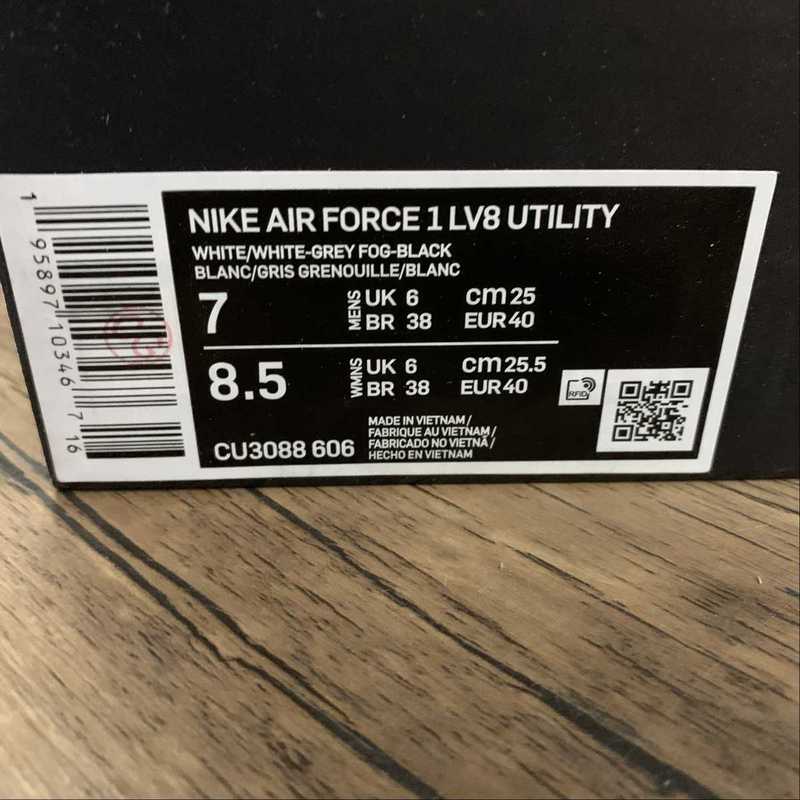 NIKE AIR FORCE 1 LV8 UTILITY
WHITE/WHITE-GREY FOG-BLACK
BLANC/GRIS GRENOUILLE/BLANC
7 MENS UK 6 cm 25
BR 38 EUR 40
8.5 WMNS UK 6 cm 25.5
BR 38 EUR 40
RFID
CU3088 606
MADE IN VIETNAM /
FABRIQUE AU VIETNAM /
FABRICADO NO VIETNÃ /
HECHO EN VIETNAM
1 95897 10346 7 16